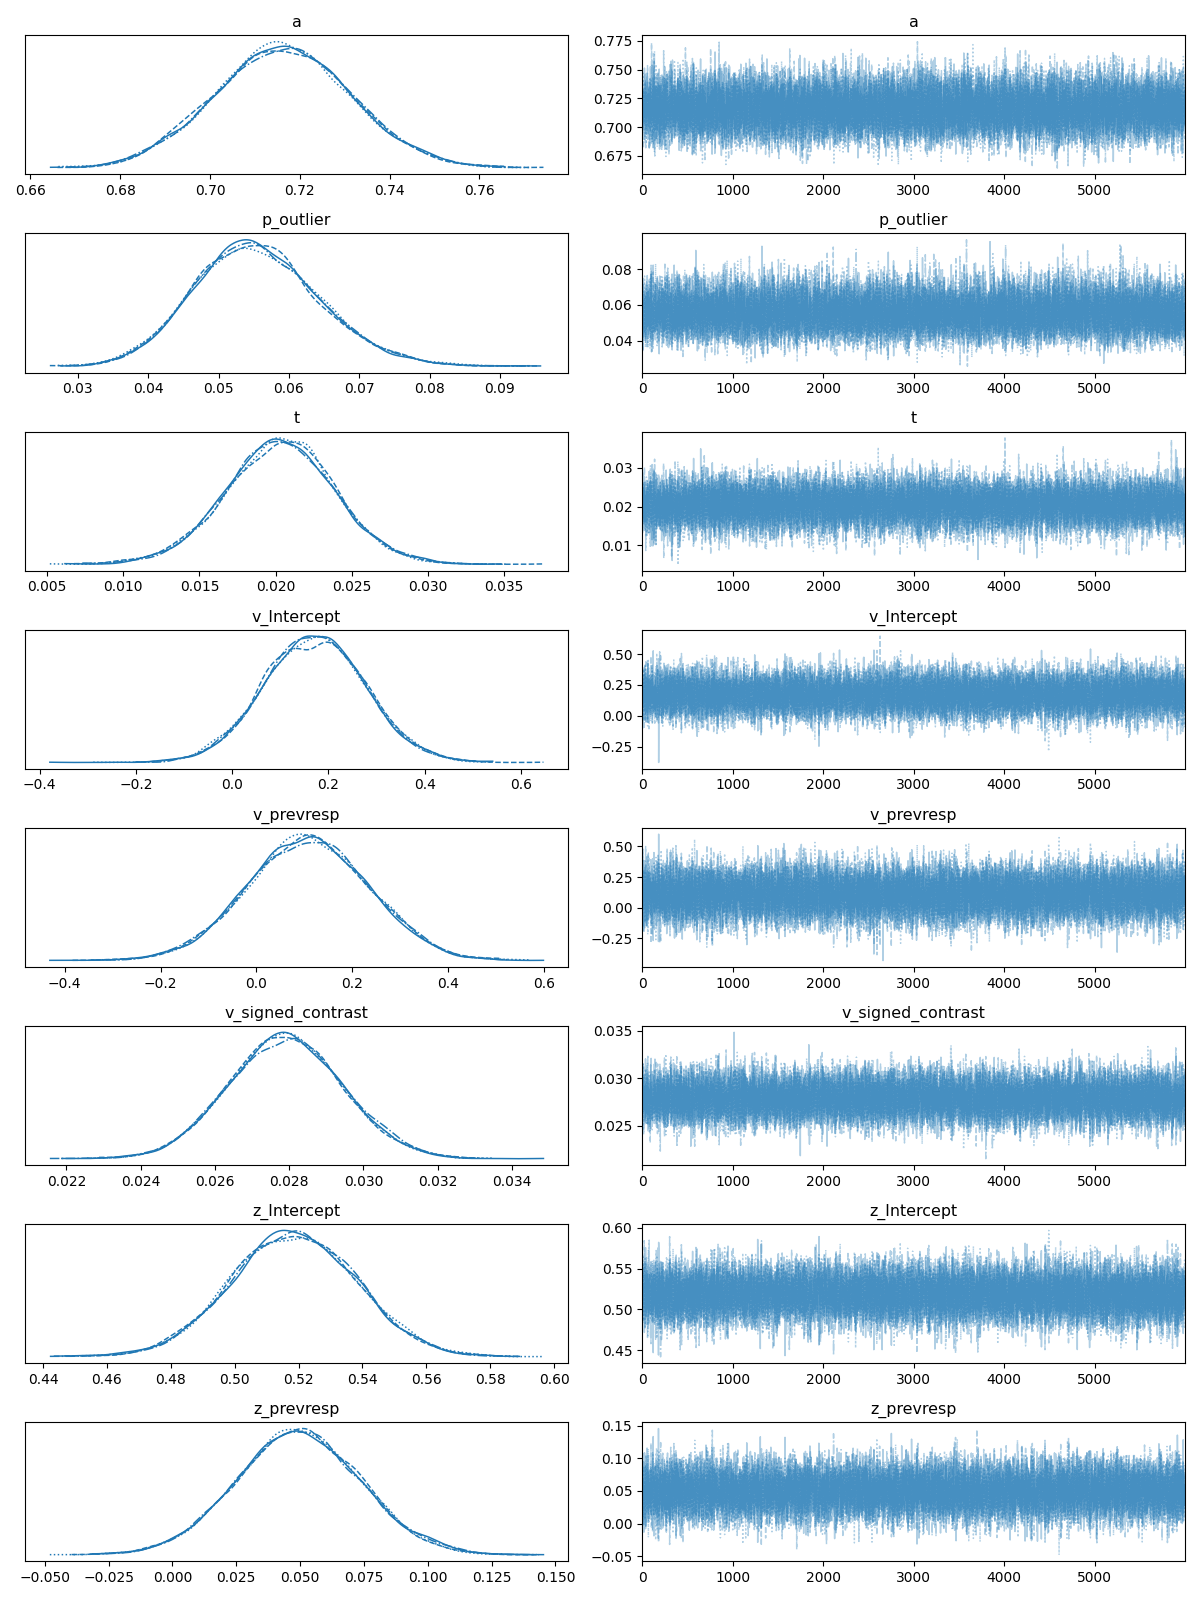 a a
0.775
0.750
0.725
0.700
0.675
0.66 0.68 0.70 0.72 0.74 0.76 0 1000 2000 3000 4000 5000
p_outlier p_outlier
0.08
0.06
0.04
0.03 0.04 0.05 0.06 0.07 0.08 0.09 0 1000 2000 3000 4000 5000
t t
0.03
0.02
0.01
0.005 0.010 0.015 0.020 0.025 0.030 0.035 0 1000 2000 3000 4000 5000
v_Intercept v_Intercept
0.50
0.25
0.00
−0.25
−0.4 −0.2 0.0 0.2 0.4 0.6 0 1000 2000 3000 4000 5000
v_prevresp v_prevresp
0.50
0.25
0.00
−0.25
−0.4 −0.2 0.0 0.2 0.4 0.6 0 1000 2000 3000 4000 5000
v_signed_contrast v_signed_contrast
0.035
0.030
0.025
0.022 0.024 0.026 0.028 0.030 0.032 0.034 0 1000 2000 3000 4000 5000
z_Intercept z_Intercept
0.60
0.55
0.50
0.45
0.44 0.46 0.48 0.50 0.52 0.54 0.56 0.58 0.60 0 1000 2000 3000 4000 5000
z_prevresp z_prevresp
0.15
0.10
0.05
0.00
−0.05
−0.050 −0.025 0.000 0.025 0.050 0.075 0.100 0.125 0.150 0 1000 2000 3000 4000 5000